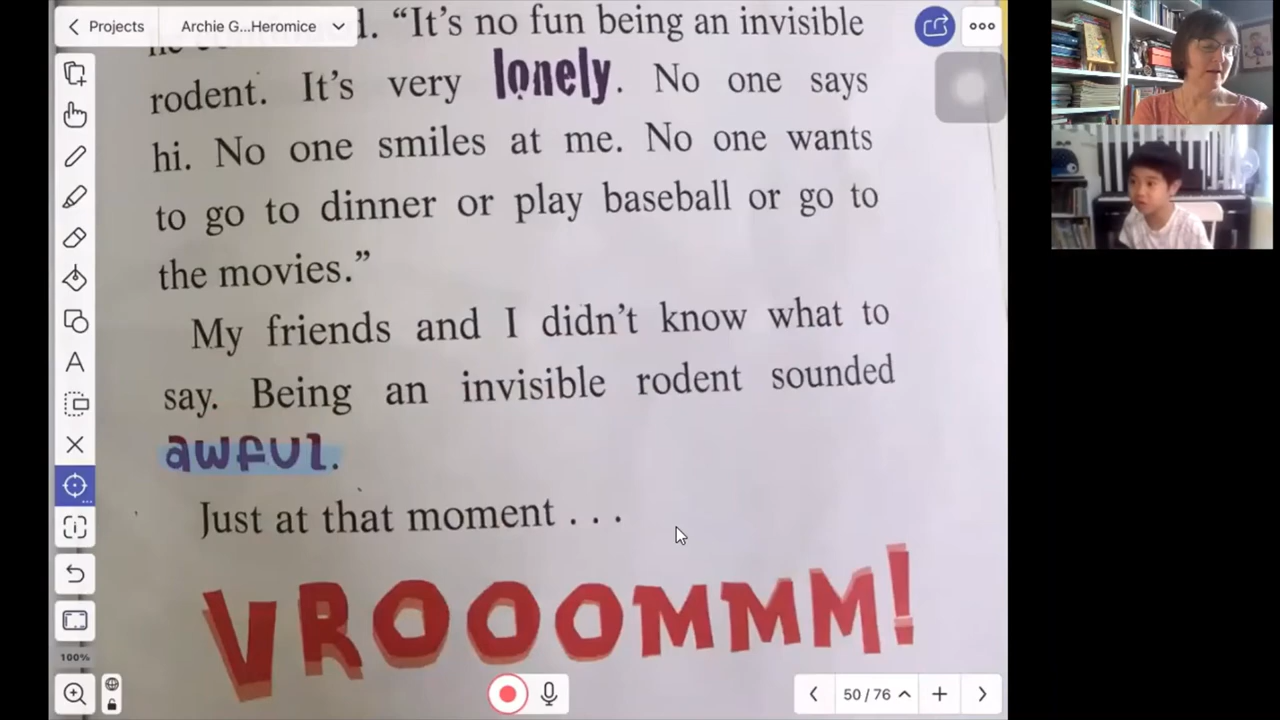 Projects
Archie G...Heromice
"It's no fun being an invisible
rodent. It's very lonely. No one says
hi. No one smiles at me. No one wants
to go to dinner or play baseball or go to
the movies."
My friends and I didn't know what to
say. Being an invisible rodent sounded
awful.
Just at that moment . . .
VROOOMMM!
100%
50 / 76